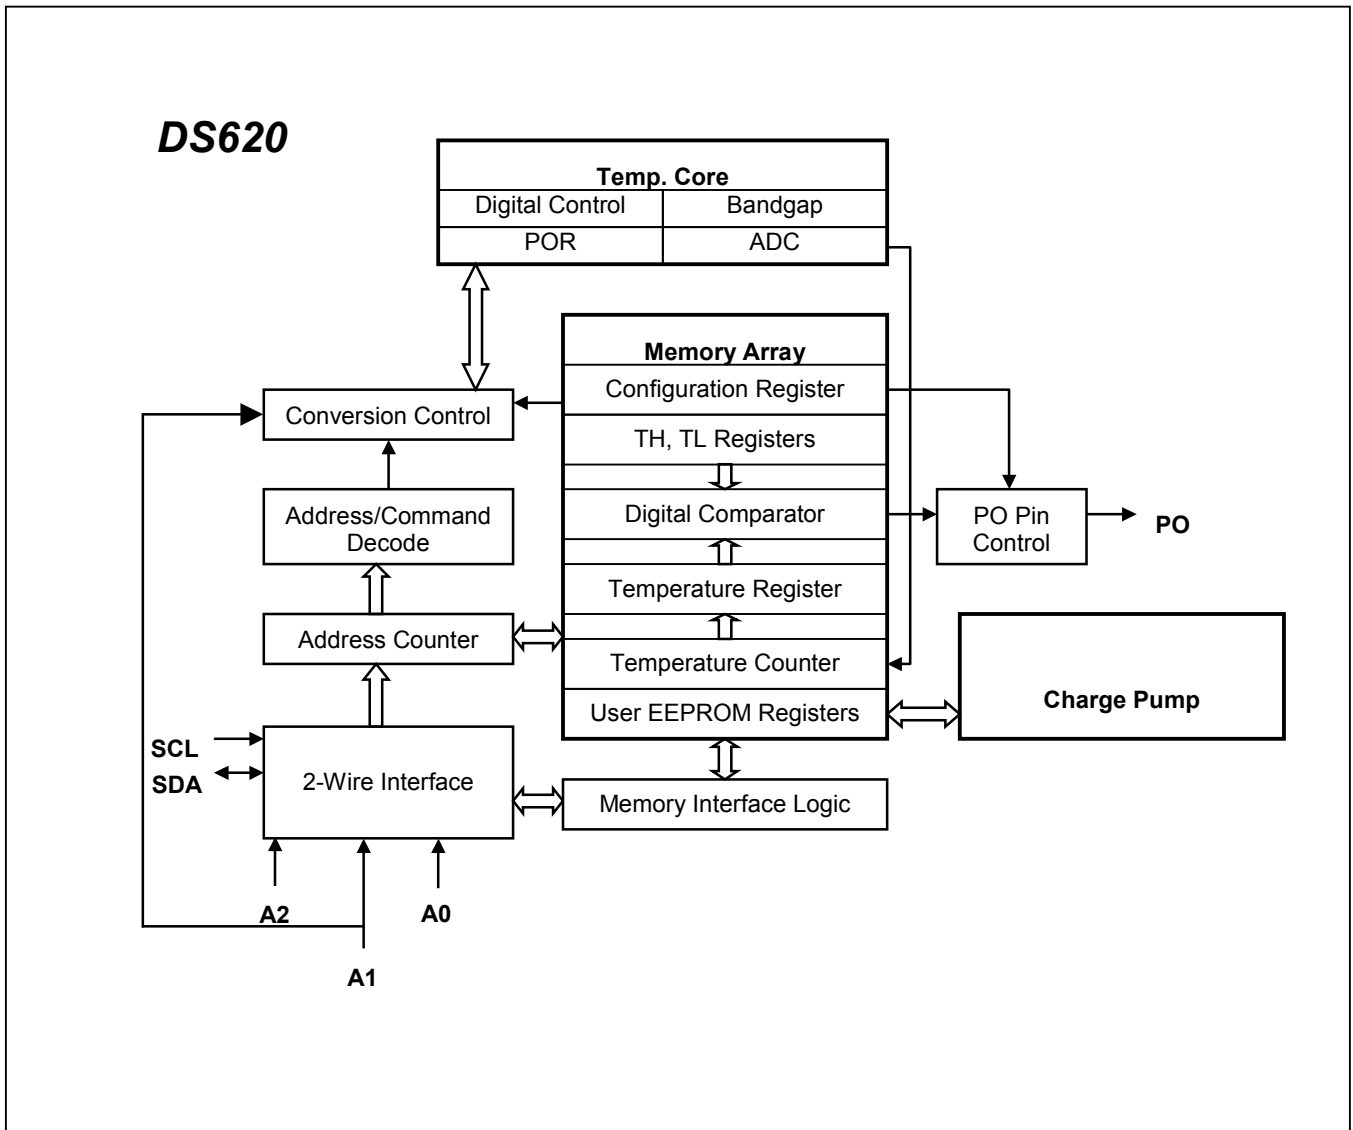 DS620
Temp. Core
Digital Control
Bandgap
POR
ADC
Memory Array
Configuration Register
Conversion Control
TH, TL Registers
Address/Command
Decode
Digital Comparator
PO Pin
Control
PO
Temperature Register
Address Counter
Temperature Counter
User EEPROM Registers
Charge Pump
SCL
SDA
2-Wire Interface
Memory Interface Logic
A2
A0
A1